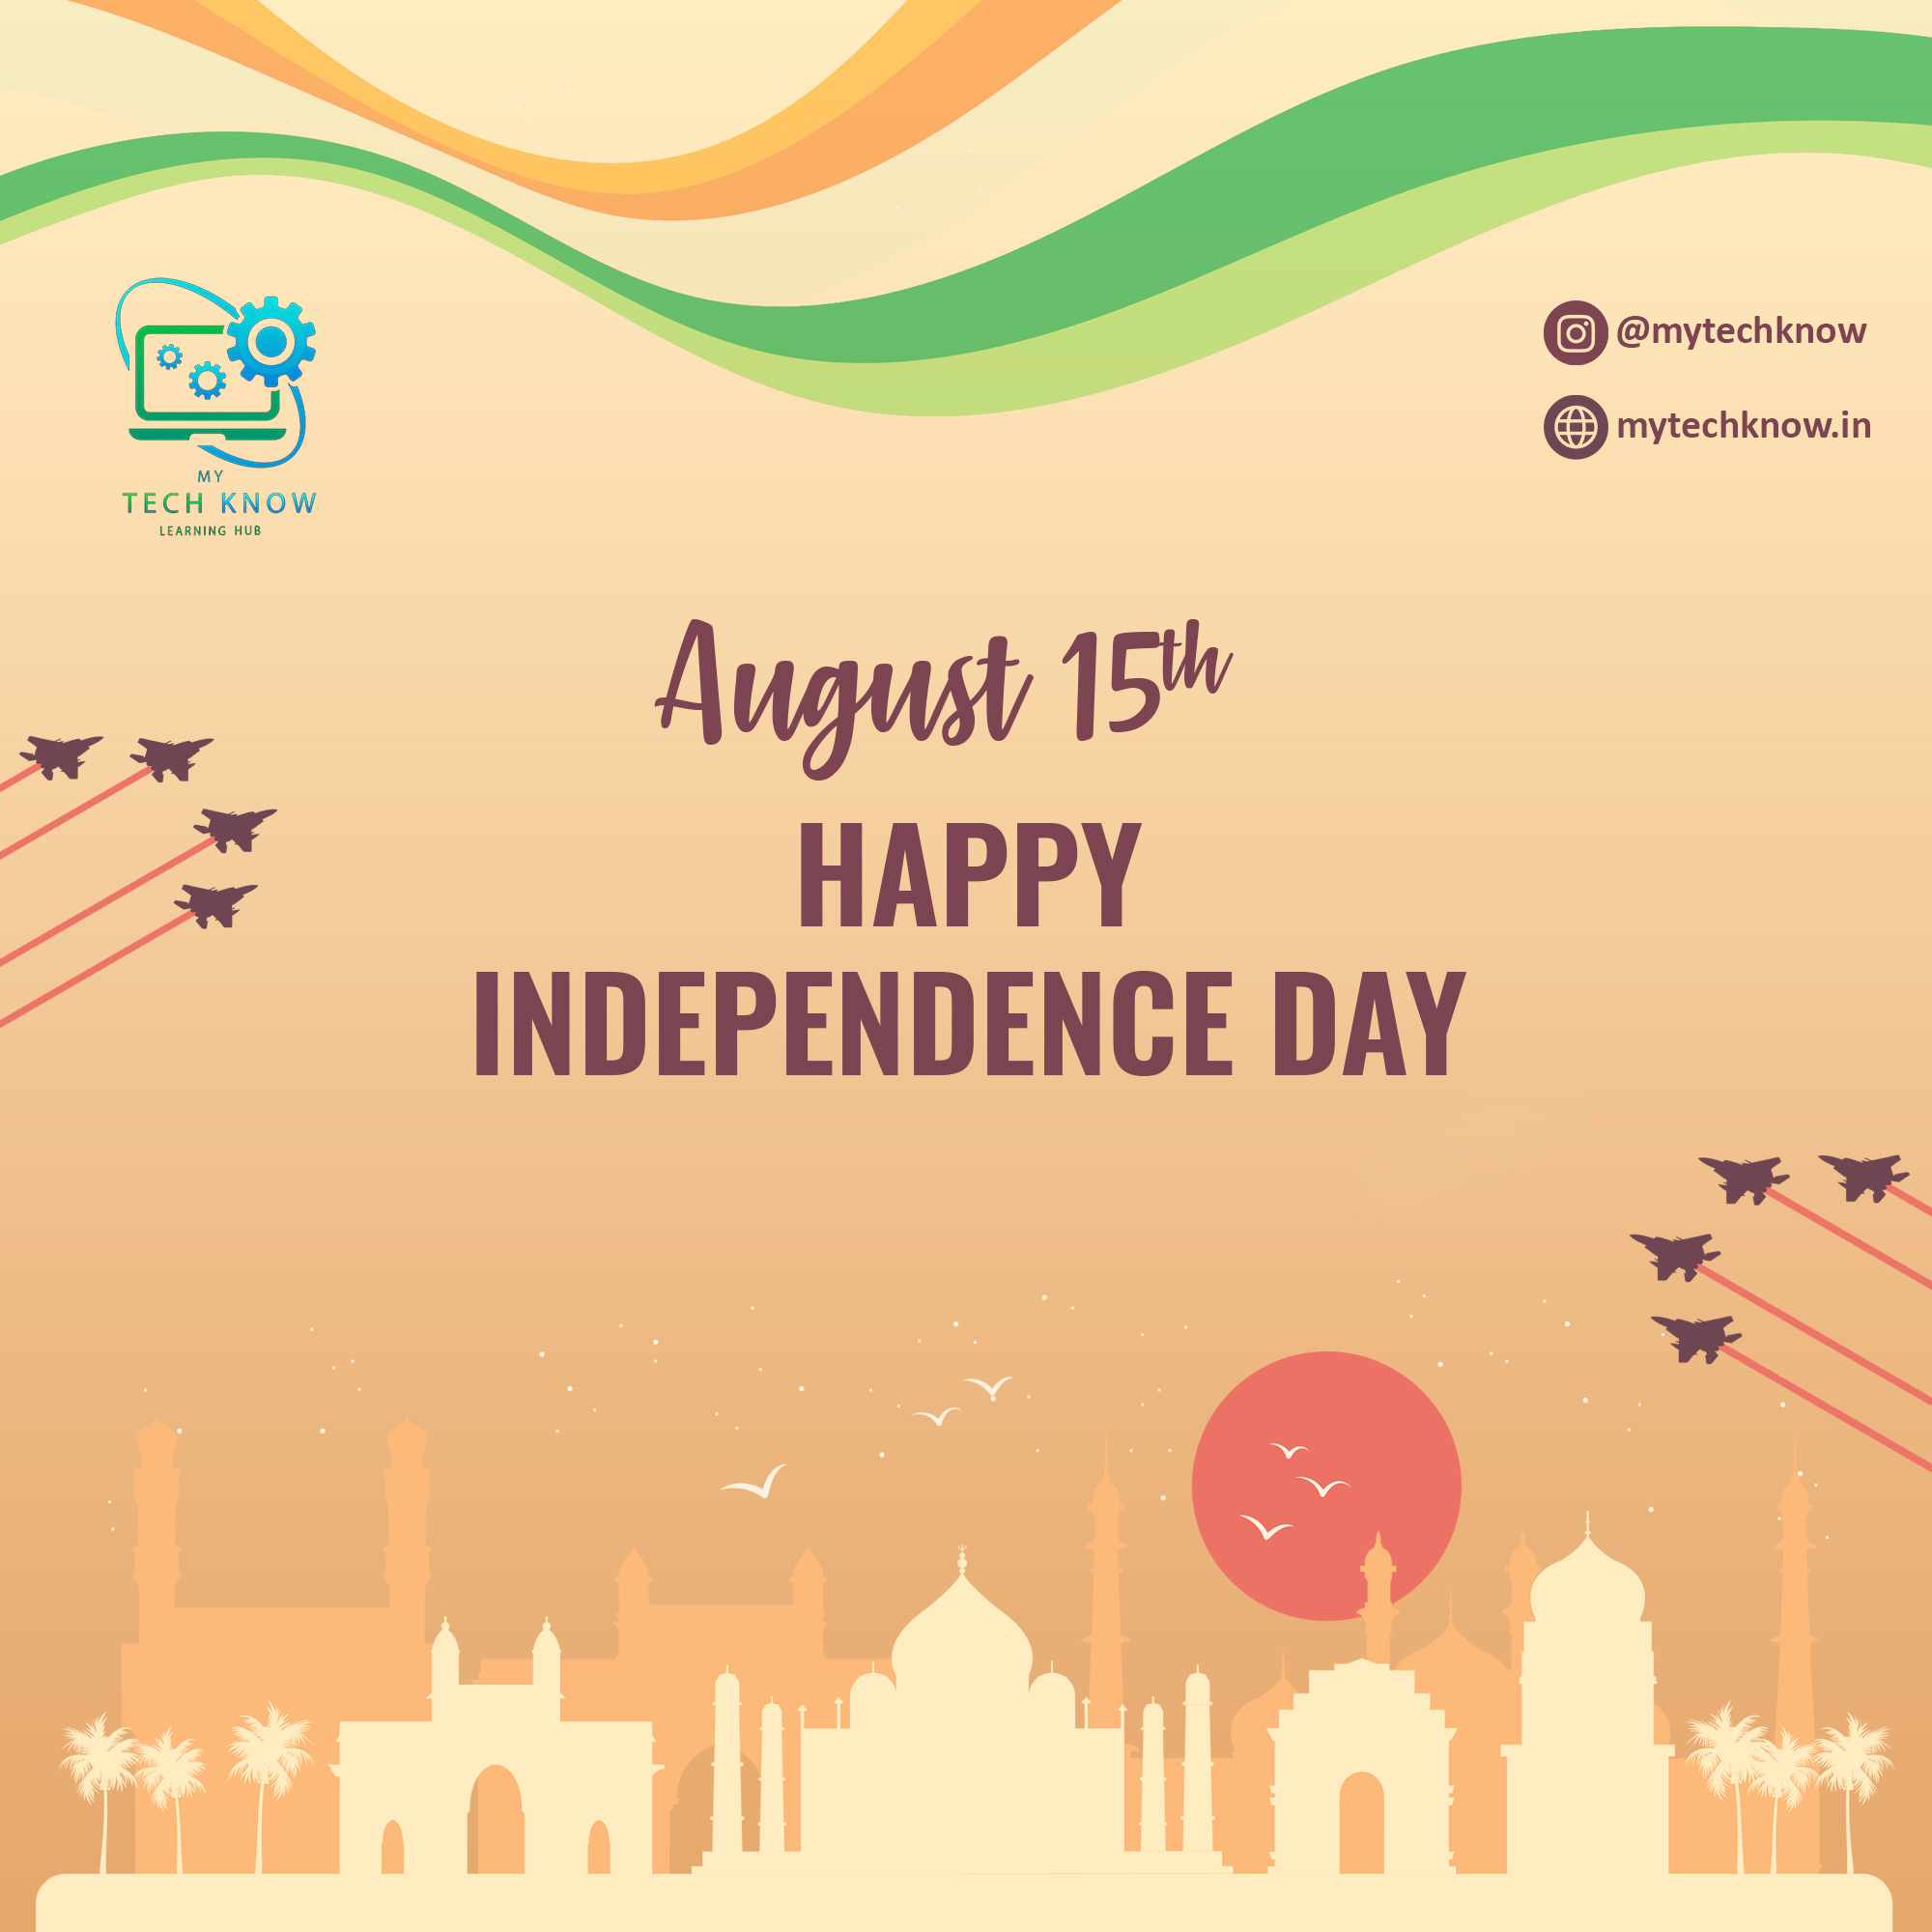 MY
TECH KNOW
LEARNING HUB
@mytechknow
mytechknow.in
August 15th
HAPPY
INDEPENDENCE DAY